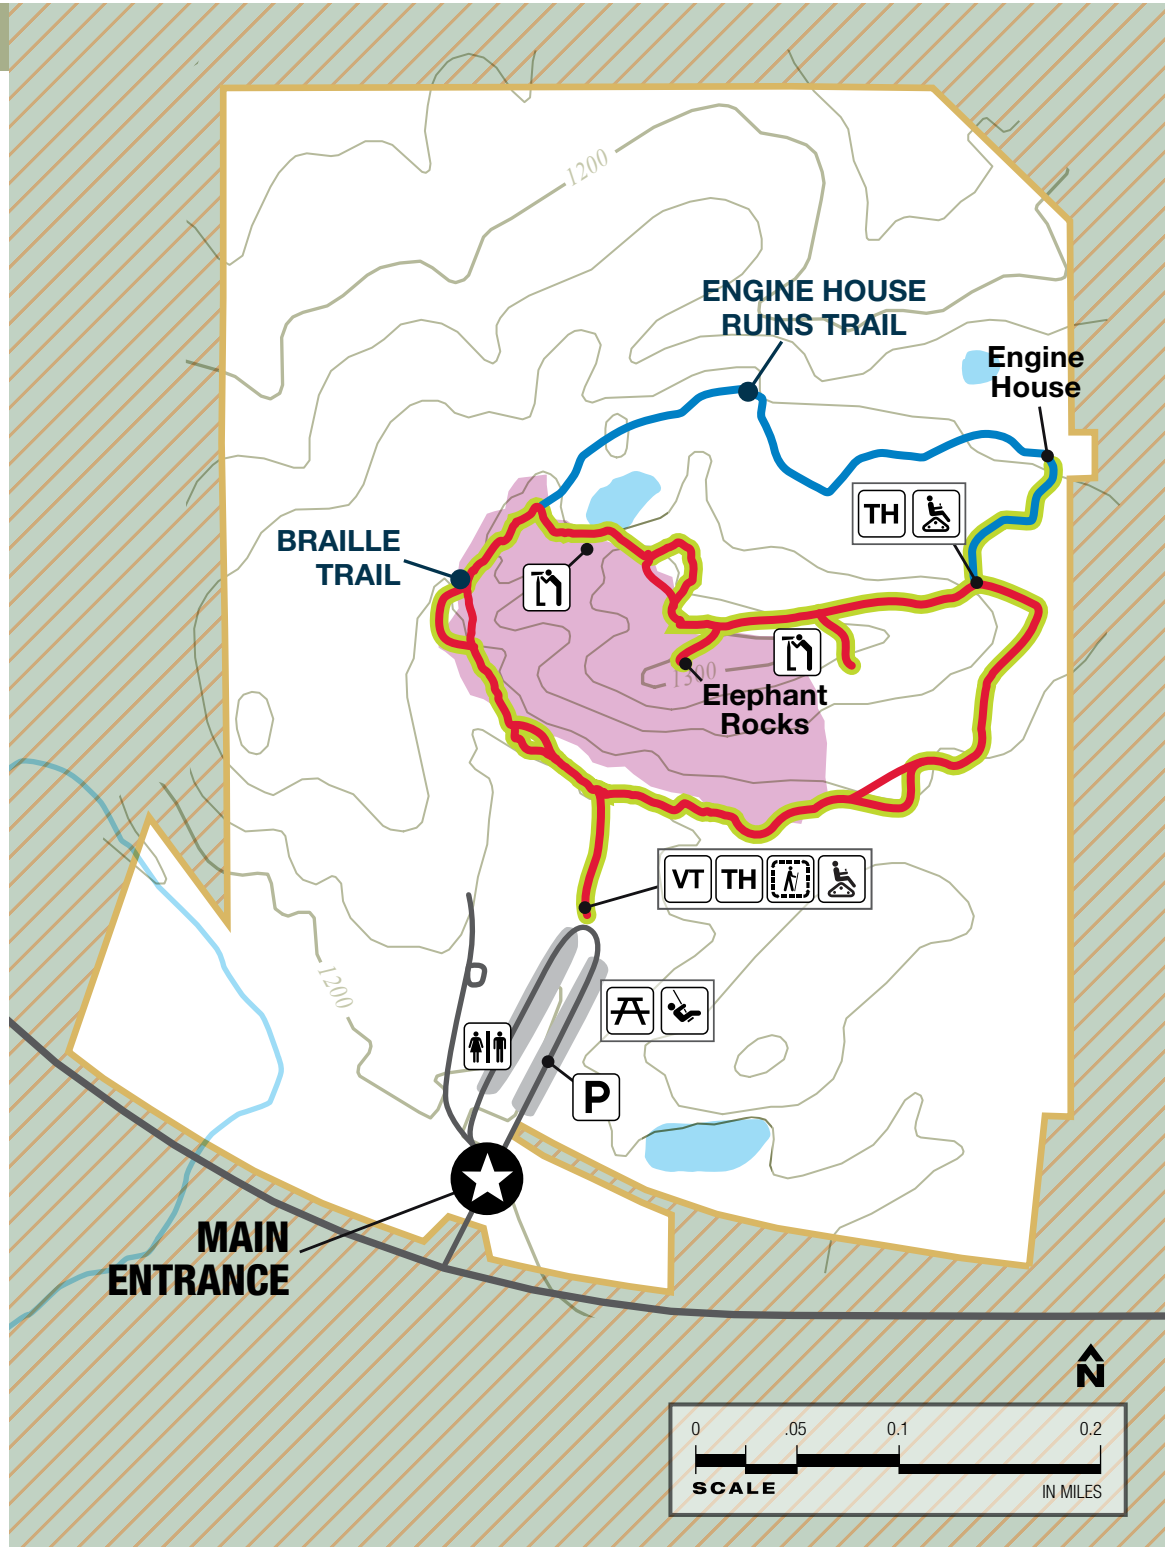 1200
ENGINE HOUSE
RUINS TRAIL
Engine
House
TH
BRAILLE
TRAIL
1300
Elephant
Rocks
VT TH
1200
P
MAIN
ENTRANCE
N
0 .05 0.1 0.2
SCALE
IN MILES